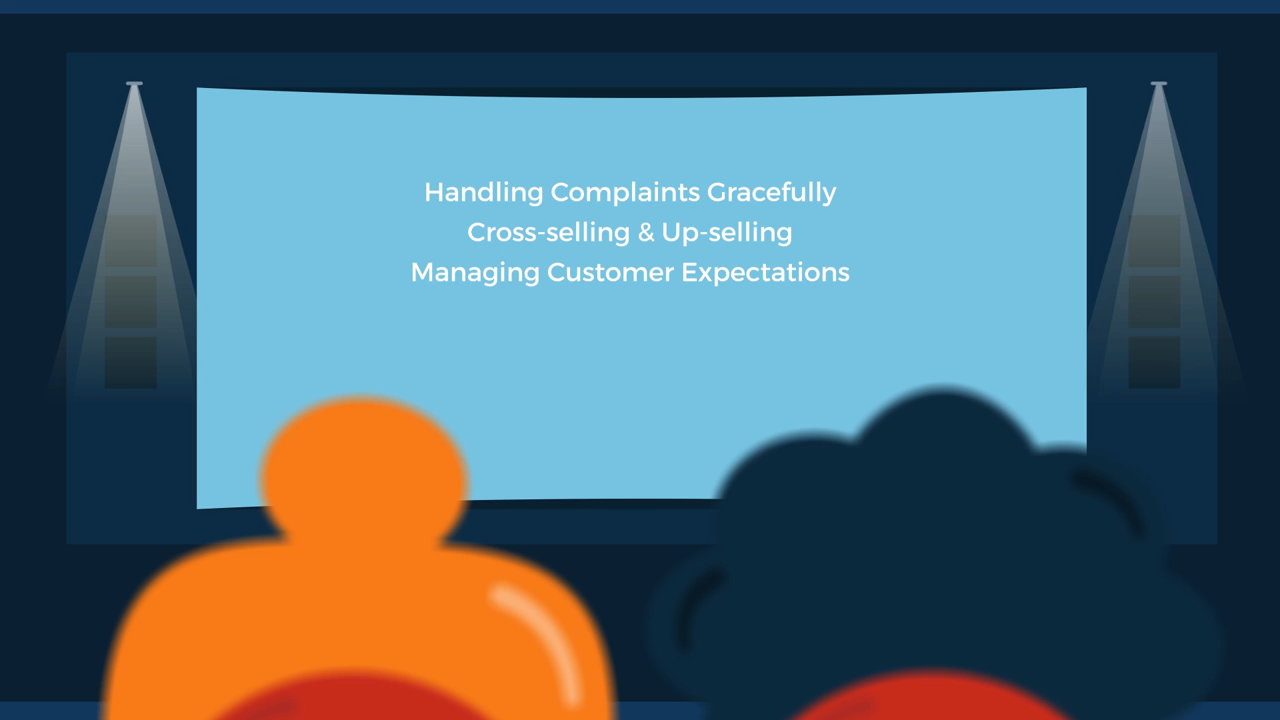 Handling Complaints Gracefully
Cross-selling & Up-selling
Managing Customer Expectations